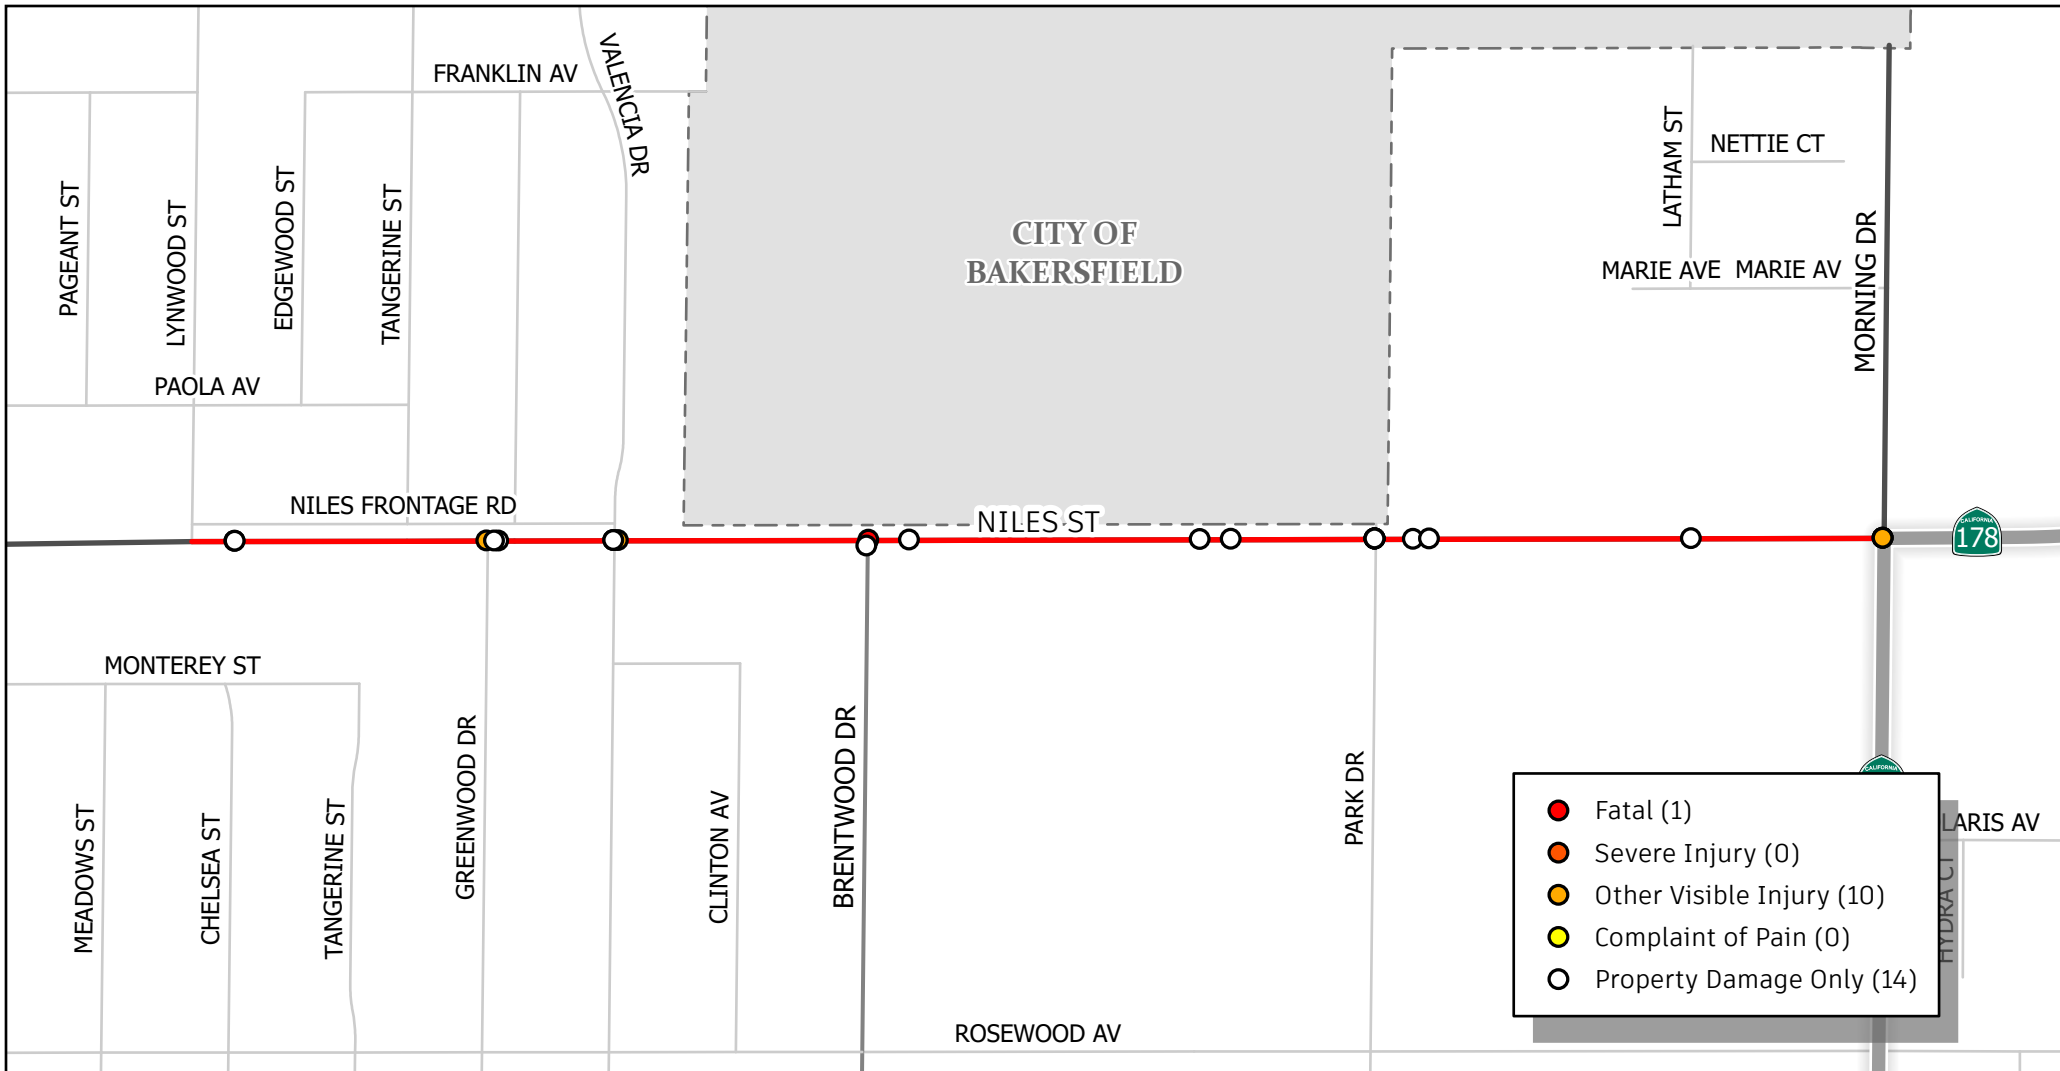 FRANKLIN AV
VALENCIA DR
PAGEANT ST
LYNWOOD ST
EDGEWOOD ST
TANGERINE ST
CITY OF
BAKERSFIELD
LATHAM ST
NETTIE CT
MARIE AVE
MARIE AV
MORNING DR
PAOLA AV
NILES FRONTAGE RD
NILES ST
CALIFORNIA
178
MONTEREY ST
MEADOWS ST
CHELSEA ST
TANGERINE ST
GREENWOOD DR
CLINTON AV
BRENTWOOD DR
PARK DR
CALIFORNIA
Fatal (1)
Severe Injury (0)
Other Visible Injury (10)
Complaint of Pain (0)
Property Damage Only (14)
LARIS AV
HYDRA CT
ROSEWOOD AV